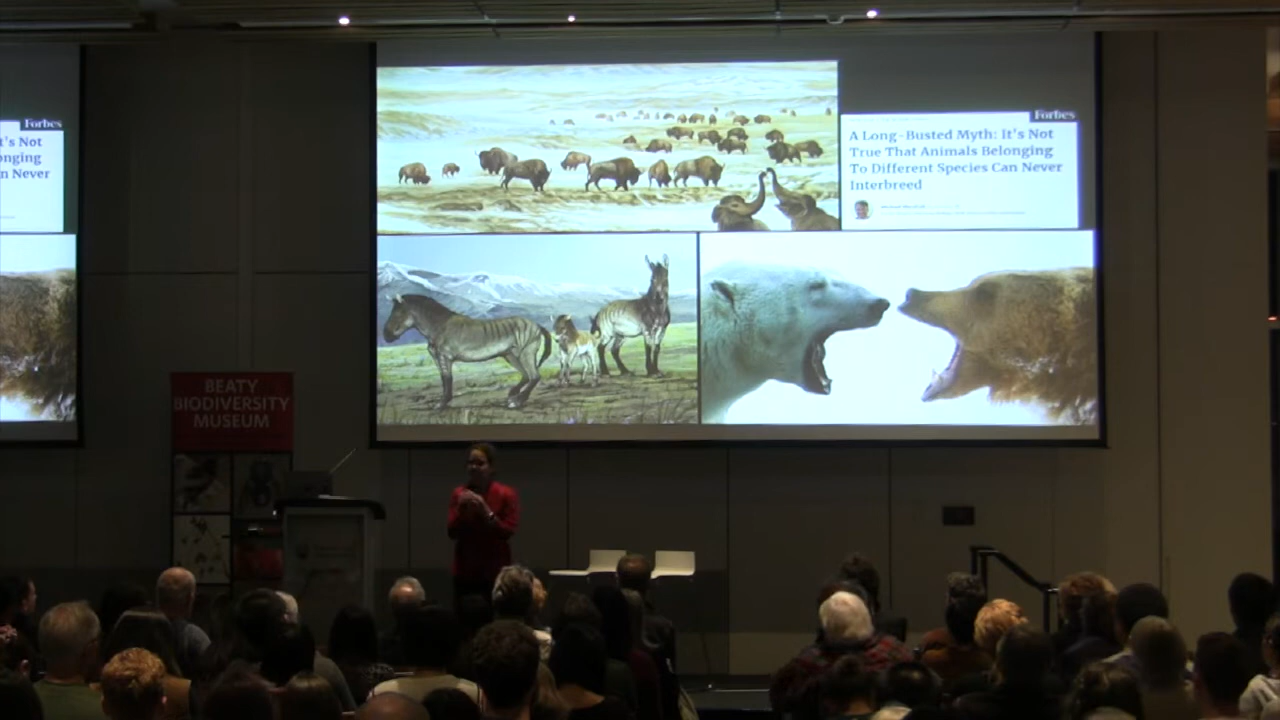 Forbes
t's Not
onging
n Never
Forbes
A Long-Busted Myth: It's Not
True That Animals Belonging
To Different Species Can Never
Interbreed
BEATY
BIODIVERSITY
MUSEUM